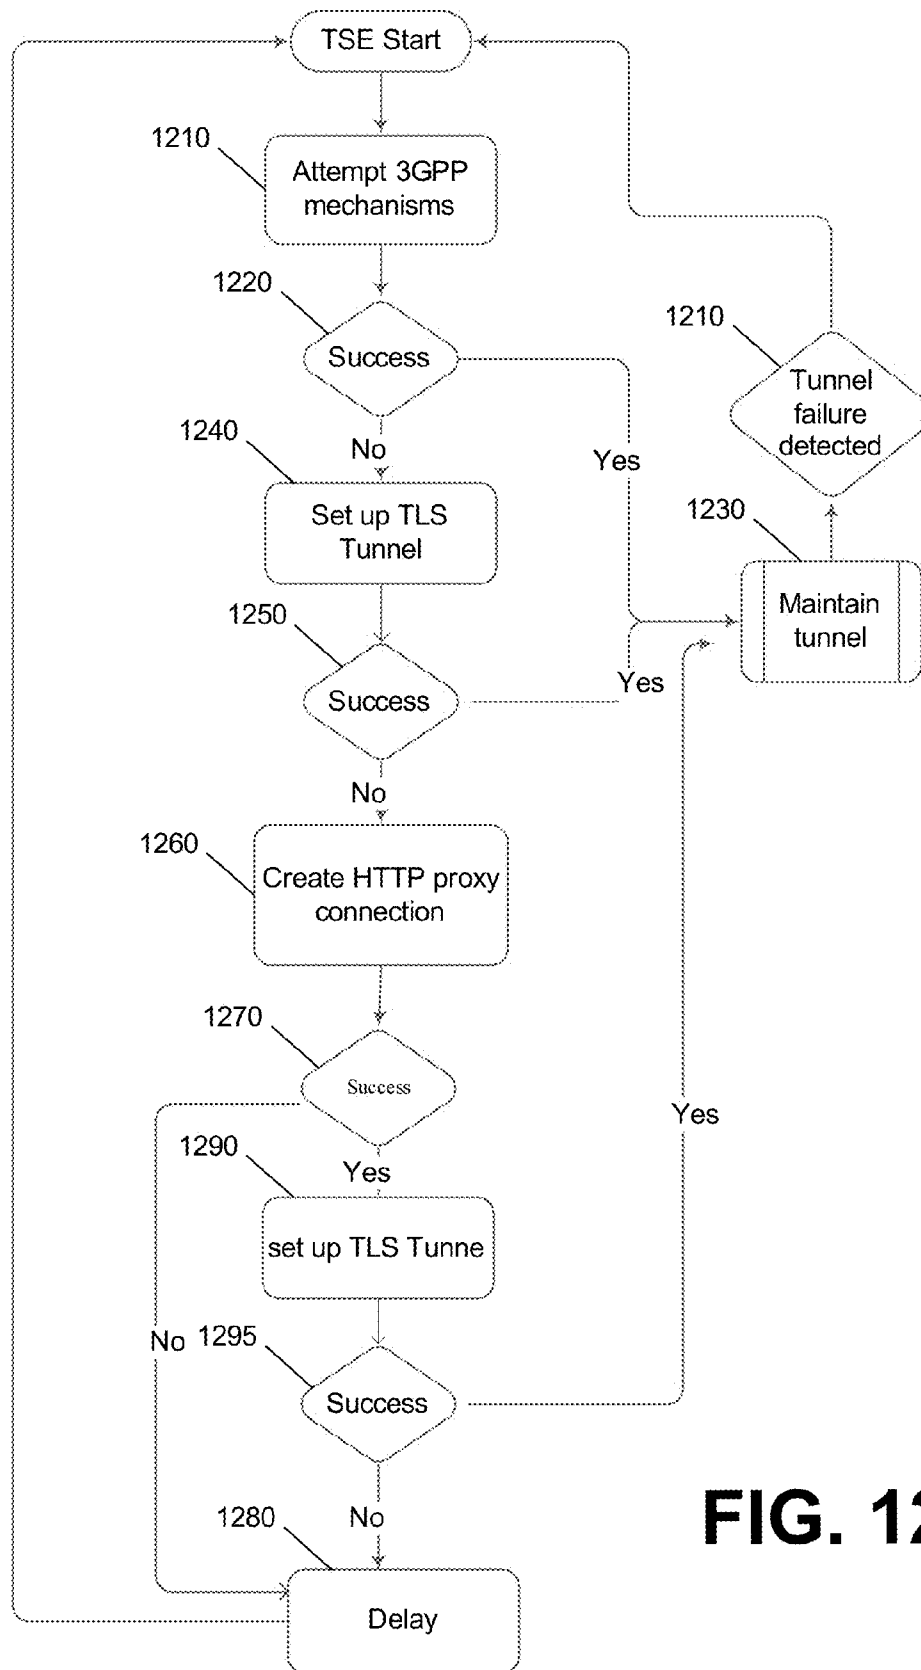 TSE Start
1210
Attempt 3GPP
mechanisms
1220
Success
1210
Tunnel
failure
detected
1240
No
Yes
Set up TLS
Tunnel
1230
Maintain
tunnel
1250
Success
Yes
No
1260
Create HTTP proxy
connection
1270
Success
Yes
1290
Yes
set up TLS Tunne
No
1295
Success
No
1280
Delay
FIG. 12